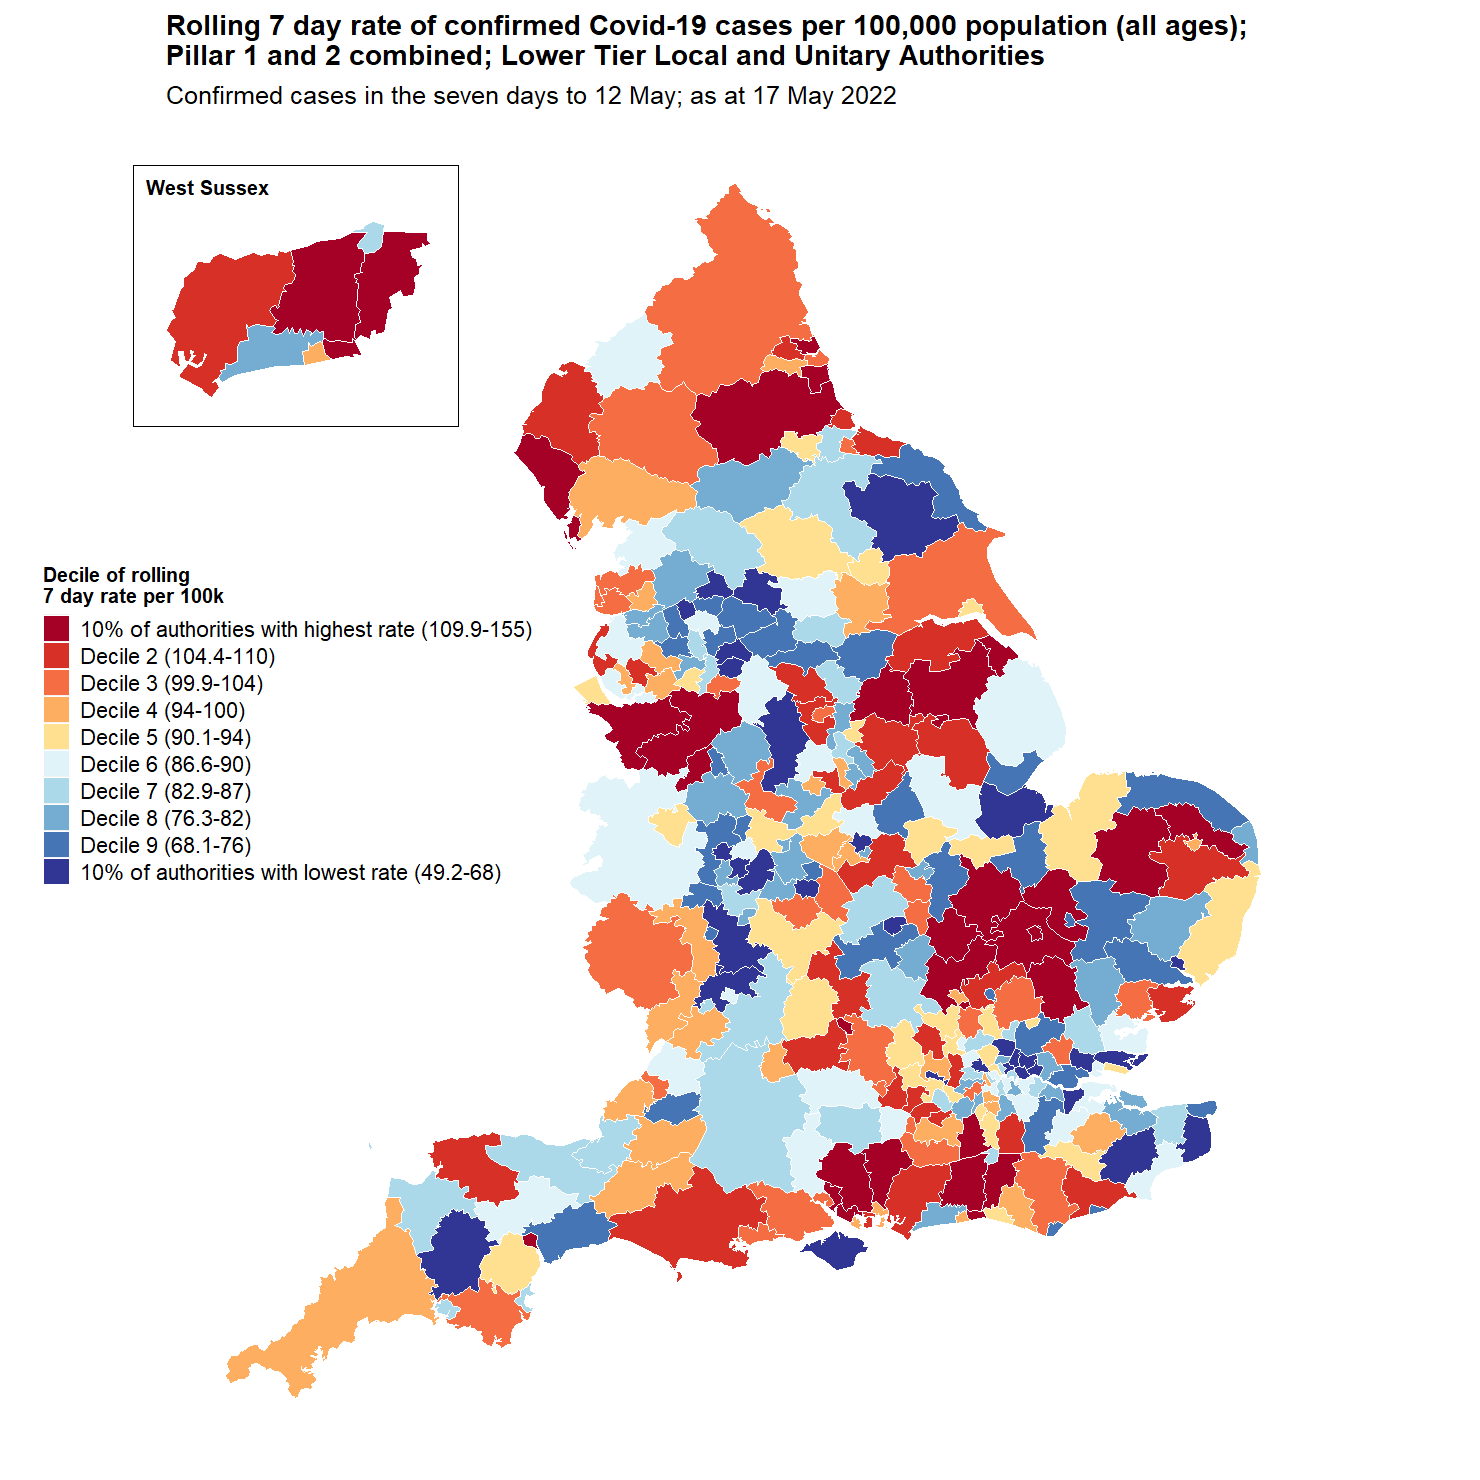 Rolling 7 day rate of confirmed Covid-19 cases per 100,000 population (all ages);
Pillar 1 and 2 combined; Lower Tier Local and Unitary Authorities
Confirmed cases in the seven days to 12 May; as at 17 May 2022
West Sussex
Decile of rolling
7 day rate per 100k
10% of authorities with highest rate (109.9-155)
Decile 2 (104.4-110)
Decile 3 (99.9-104)
Decile 4 (94-100)
Decile 5 (90.1-94)
Decile 6 (86.6-90)
Decile 7 (82.9-87)
Decile 8 (76.3-82)
Decile 9 (68.1-76)
10% of authorities with lowest rate (49.2-68)